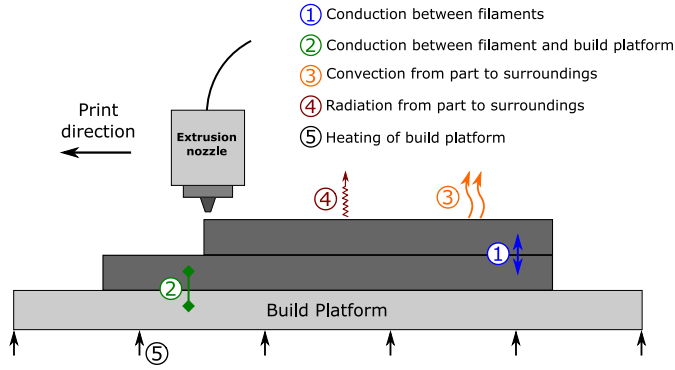 ① Conduction between filaments
② Conduction between filament and build platform
③ Convection from part to surroundings
④ Radiation from part to surroundings
⑤ Heating of build platform
Print
direction
Extrusion
nozzle
④
③
①
②
Build Platform
⑤